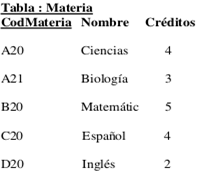 Tabla : Materia
CodMateria Nombre Créditos
A20 Ciencias 4
A21 Biología 3
B20 Matemátic 5
C20 Español 4
D20 Inglés 2